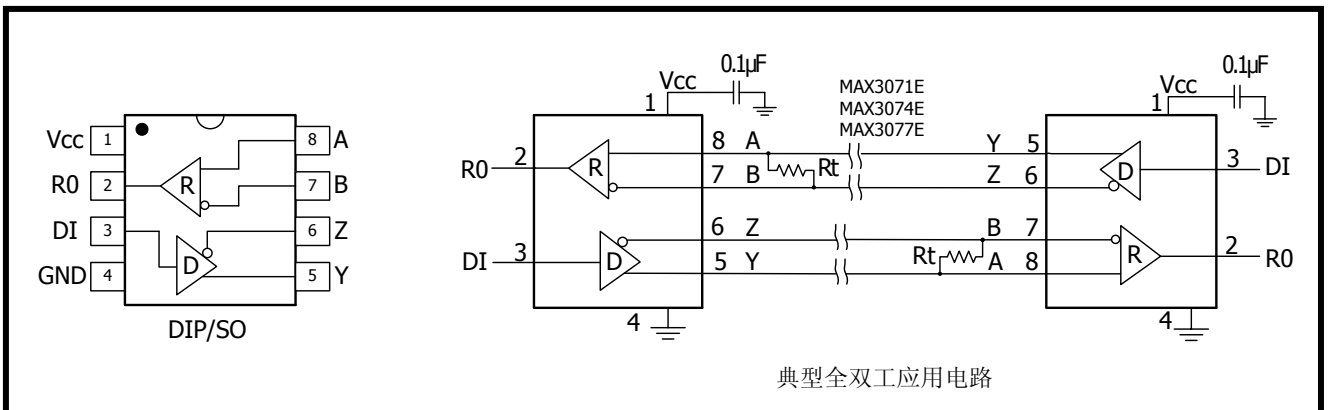 Vcc 1 8 A
R0 2 R 7 B
DI 3 6 Z
GND 4 D 5 Y
DIP/SO
0.1μF
Vcc
1
R0 2 R 8 A
7 B
Rt
DI 3 D 6 Z
5 Y
4
MAX3071E
MAX3074E
MAX3077E
0.1μF
Vcc
1
Y 5 D 3 DI
Z 6
B 7 R 2 R0
Rt A 8
4
典型全双工应用电路